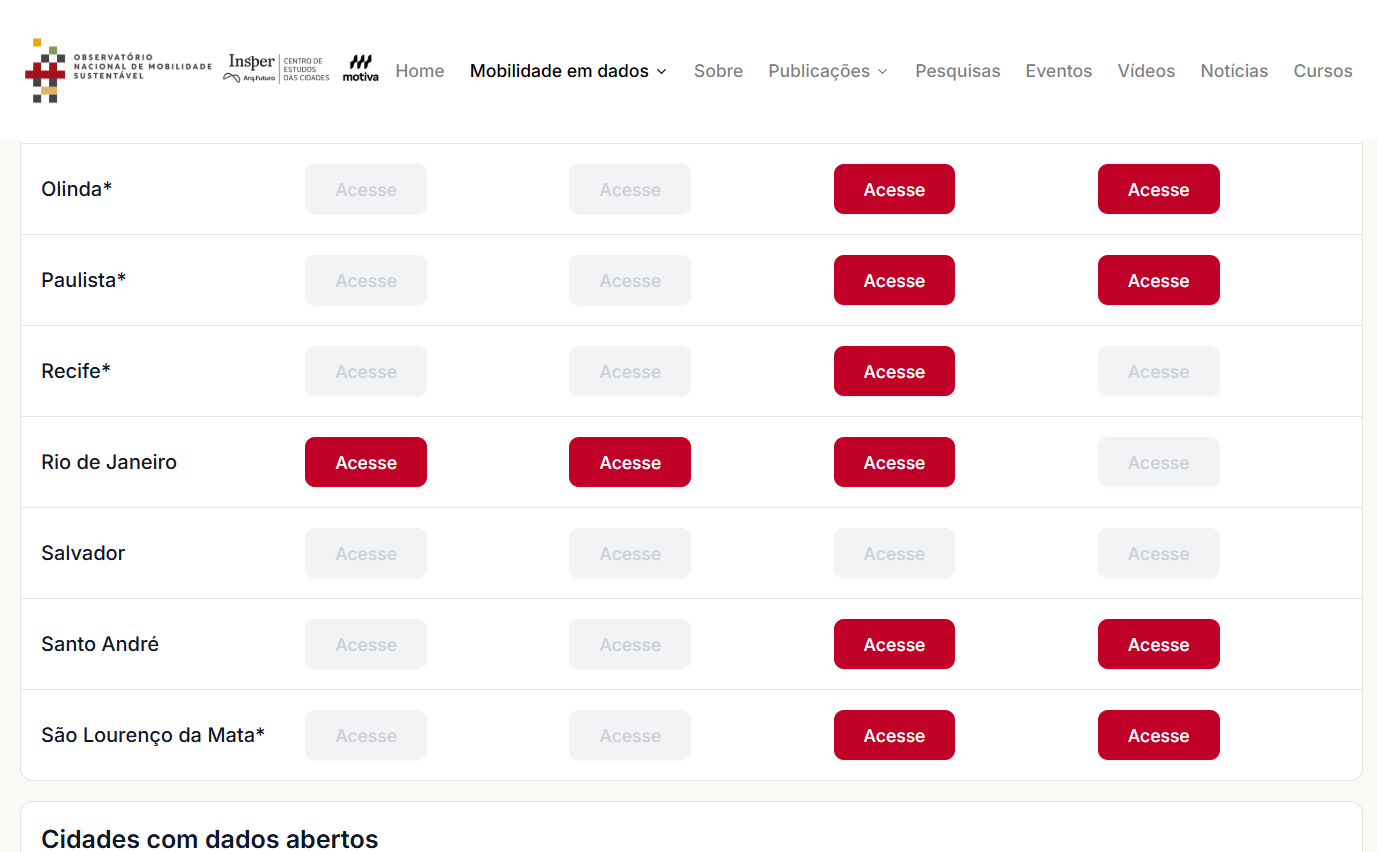 OBSERVATÓRIO
NACIONAL DE MOBILIDADE
SUSTENTÁVEL
Insper
Arq.Futuro
CENTRO DE
ESTUDOS
DAS CIDADES
motiva
Home Mobilidade em dados Sobre Publicações Pesquisas Eventos Vídeos Notícias Cursos
Olinda* Acesse Acesse Acesse Acesse
Paulista* Acesse Acesse Acesse Acesse
Recife* Acesse Acesse Acesse Acesse
Rio de Janeiro Acesse Acesse Acesse Acesse
Salvador Acesse Acesse Acesse Acesse
Santo André Acesse Acesse Acesse Acesse
São Lourenço da Mata* Acesse Acesse Acesse Acesse
Cidades com dados abertos